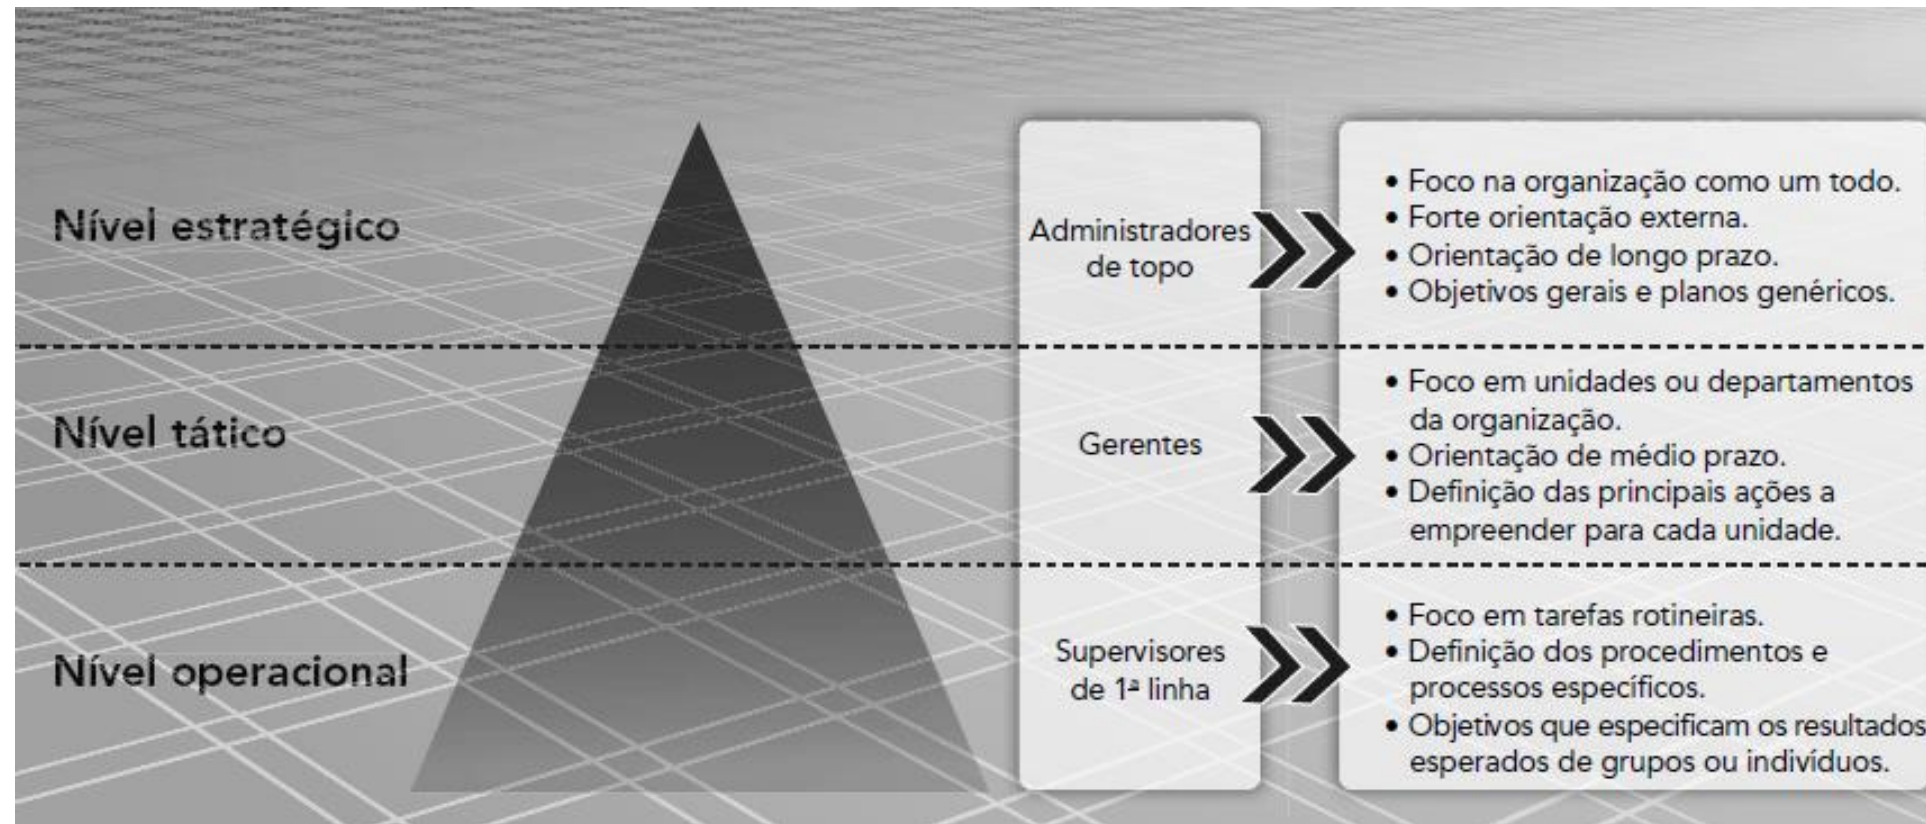 Nível estratégico
Administradores
de topo
• Foco na organização como um todo.
• Forte orientação externa.
• Orientação de longo prazo.
• Objetivos gerais e planos genéricos.
Nível tático
Gerentes
• Foco em unidades ou departamentos
da organização.
• Orientação de médio prazo.
• Definição das principais ações a
empreender para cada unidade.
Nível operacional
Supervisores
de 1ª linha
• Foco em tarefas rotineiras.
• Definição dos procedimentos e
processos específicos.
• Objetivos que especificam os resultados
esperados de grupos ou indivíduos.